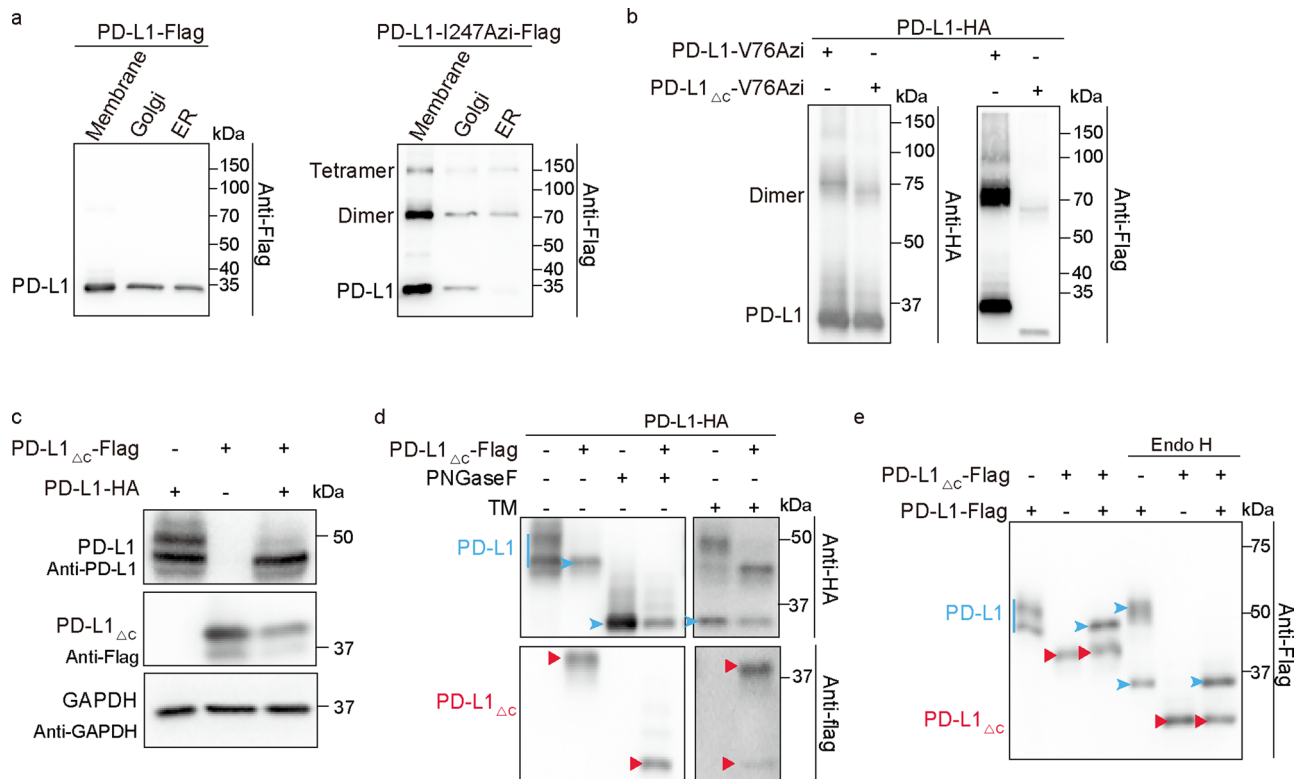 a
PD-L1-Flag
Membrane
Golgi
ER
kDa
150
100
70
50
40
35
PD-L1
Anti-Flag
PD-L1-I247Azi-Flag
Membrane
Golgi
ER
kDa
Tetramer
Dimer
PD-L1
150
100
70
50
40
35
Anti-Flag
b
PD-L1-HA
PD-L1-V76Azi + - + -
PD-L1△C-V76Azi - + - +
kDa
150
100
75
50
37
Dimer
PD-L1
Anti-HA
kDa
150
100
70
50
40
35
Anti-Flag
c
PD-L1△C-Flag - + +
PD-L1-HA + - +
kDa
PD-L1
Anti-PD-L1
50
PD-L1△C
Anti-Flag
37
GAPDH
Anti-GAPDH
37
d
PD-L1-HA
PD-L1△C-Flag - + - + - +
PNGaseF - - + + - -
TM - - - - + +
kDa
PD-L1
50
37
Anti-HA
PD-L1△C
37
Anti-flag
e
Endo H
PD-L1△C-Flag - + + - + +
PD-L1-Flag + - + + - +
kDa
75
50
37
PD-L1
PD-L1△C
Anti-Flag